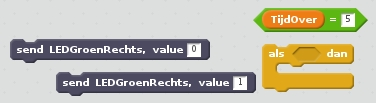 TijdOver = 5
send LEDGroenRechts, value 0
als dan
send LEDGroenRechts, value 1